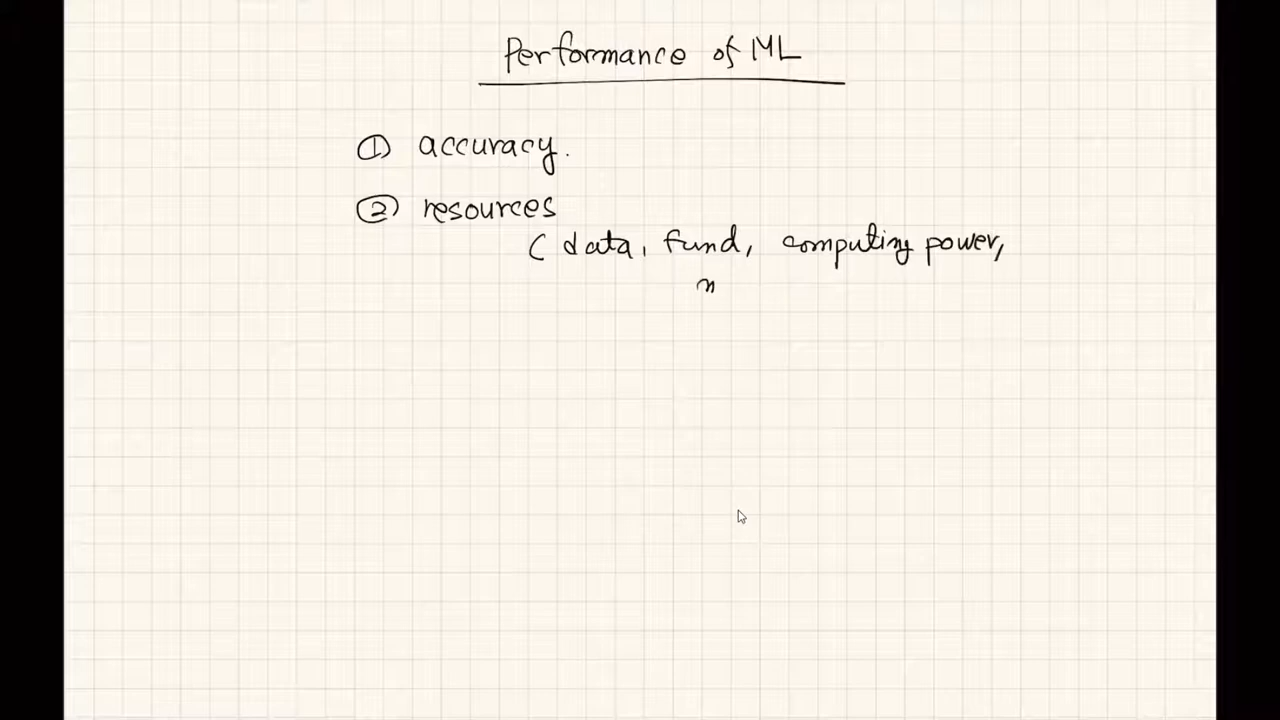 Performance of ML
① accuracy.
② resources
( data, fund, computing power,
m